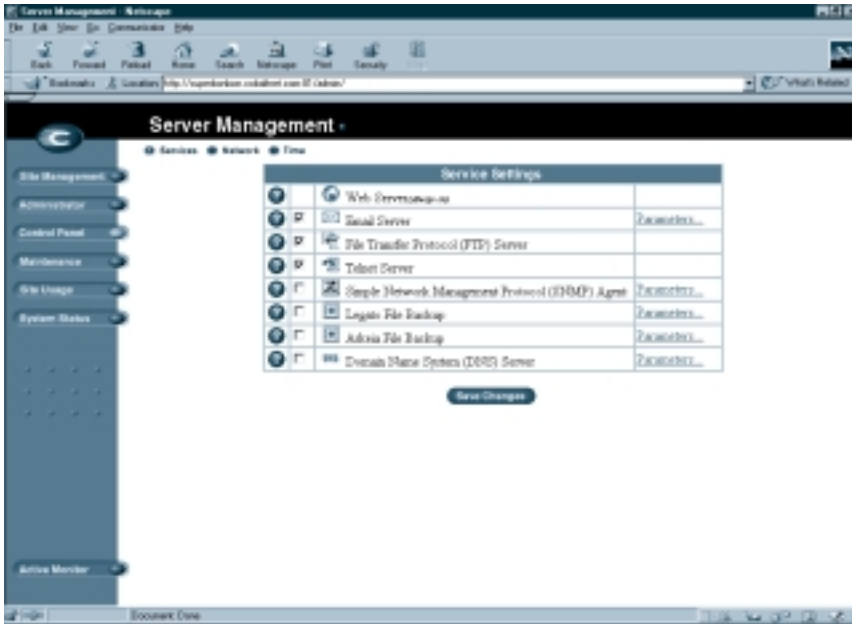 Server Management - Netscape
File Edit View Go Communicator Help
Back Forward Reload Home Search Netscape Print Security
Bookmarks Location: What's Related
Server Management
Services Network Time
Site Management
Administrator
Control Panel
Maintenance
Site Usage
System Status
Active Monitor
Service Settings
Web Server
Email Server Parameters...
File Transfer Protocol (FTP) Server
Telnet Server
Simple Network Management Protocol (SNMP) Agent Parameters...
Legato File Backup Parameters...
Arkeia File Backup Parameters...
Domain Name System (DNS) Server Parameters...
Save Changes
Document: Done